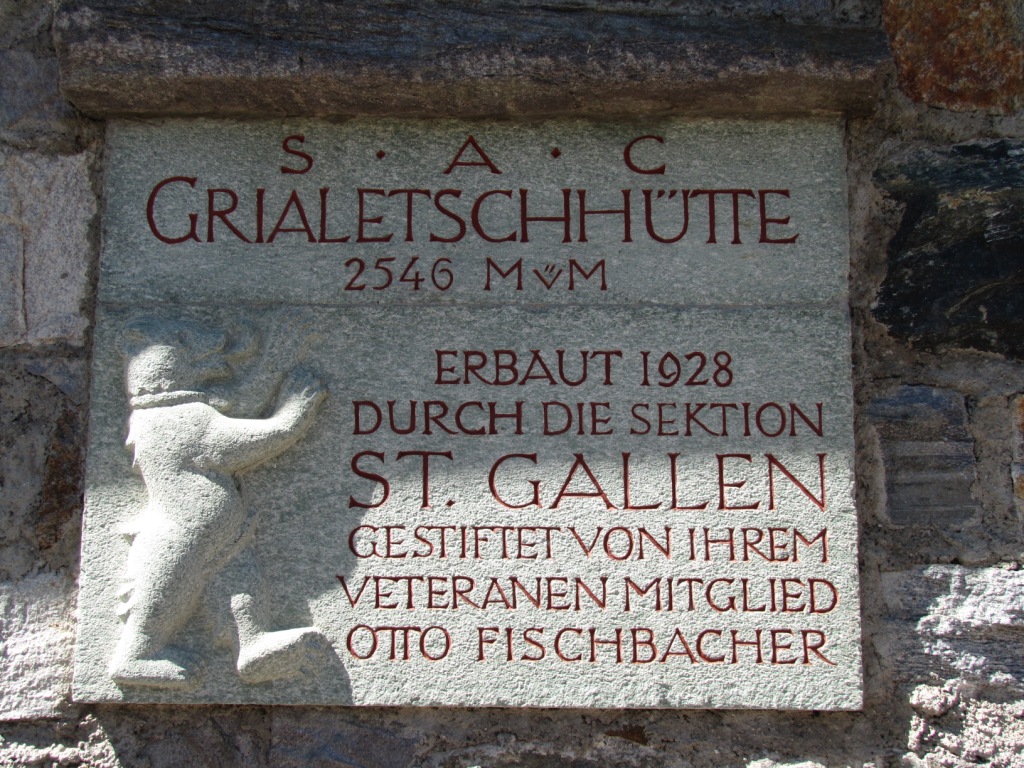 S · A · C
GRIALETSCHHÜTTE
2546 M Ü M
ERBAUT 1928
DURCH DIE SEKTION
ST. GALLEN
GESTIFTET VON IHREM
VETERANEN MITGLIED
OTTO FISCHBACHER